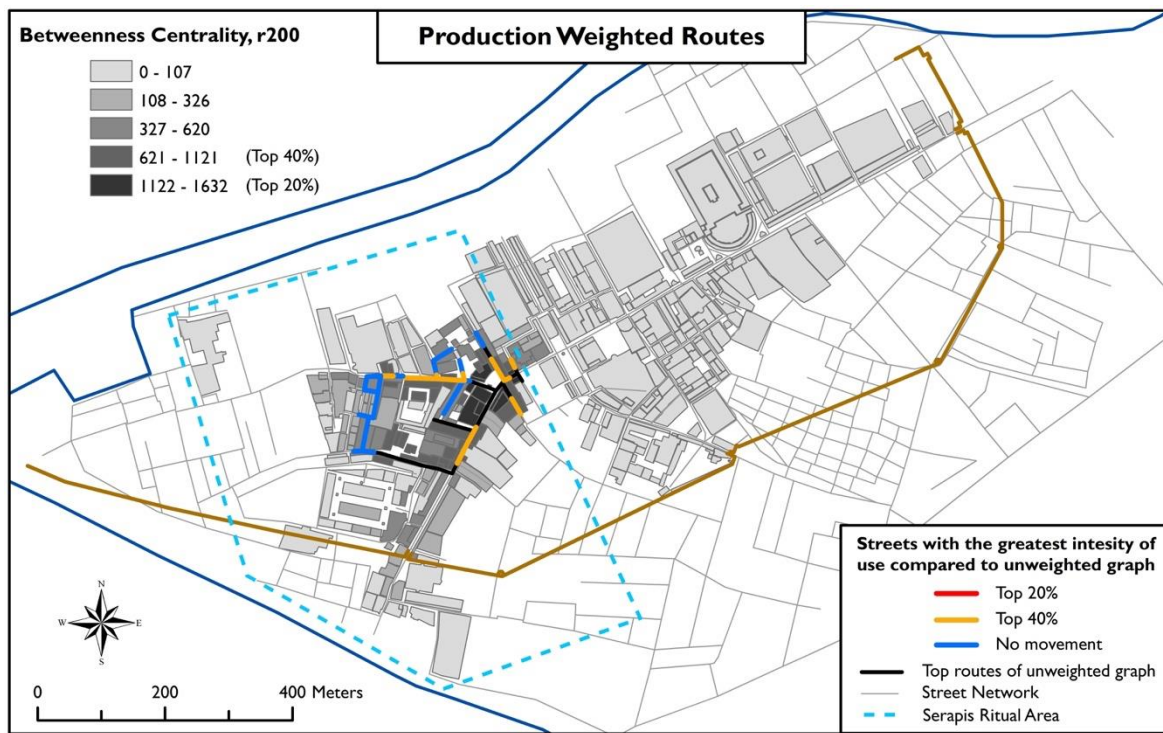 Production Weighted Routes
Betweenness Centrality, r200
0 - 107
108 - 326
327 - 620
621 - 1121 (Top 40%)
1122 - 1632 (Top 20%)
N
W E
S
0 200 400 Meters
Streets with the greatest intesity of
use compared to unweighted graph
Top 20%
Top 40%
No movement
Top routes of unweighted graph
Street Network
Serapis Ritual Area